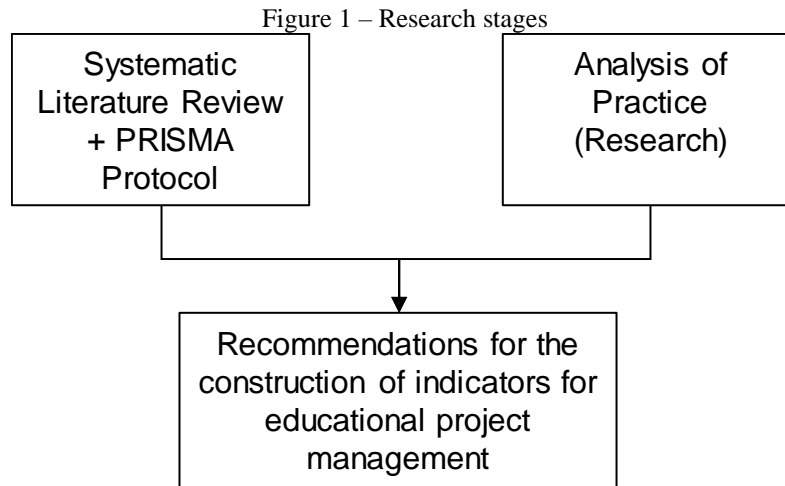 Figure 1 – Research stages
Systematic
Literature Review
+ PRISMA
Protocol
Analysis of
Practice
(Research)
Recommendations for the
construction of indicators for
educational project
management